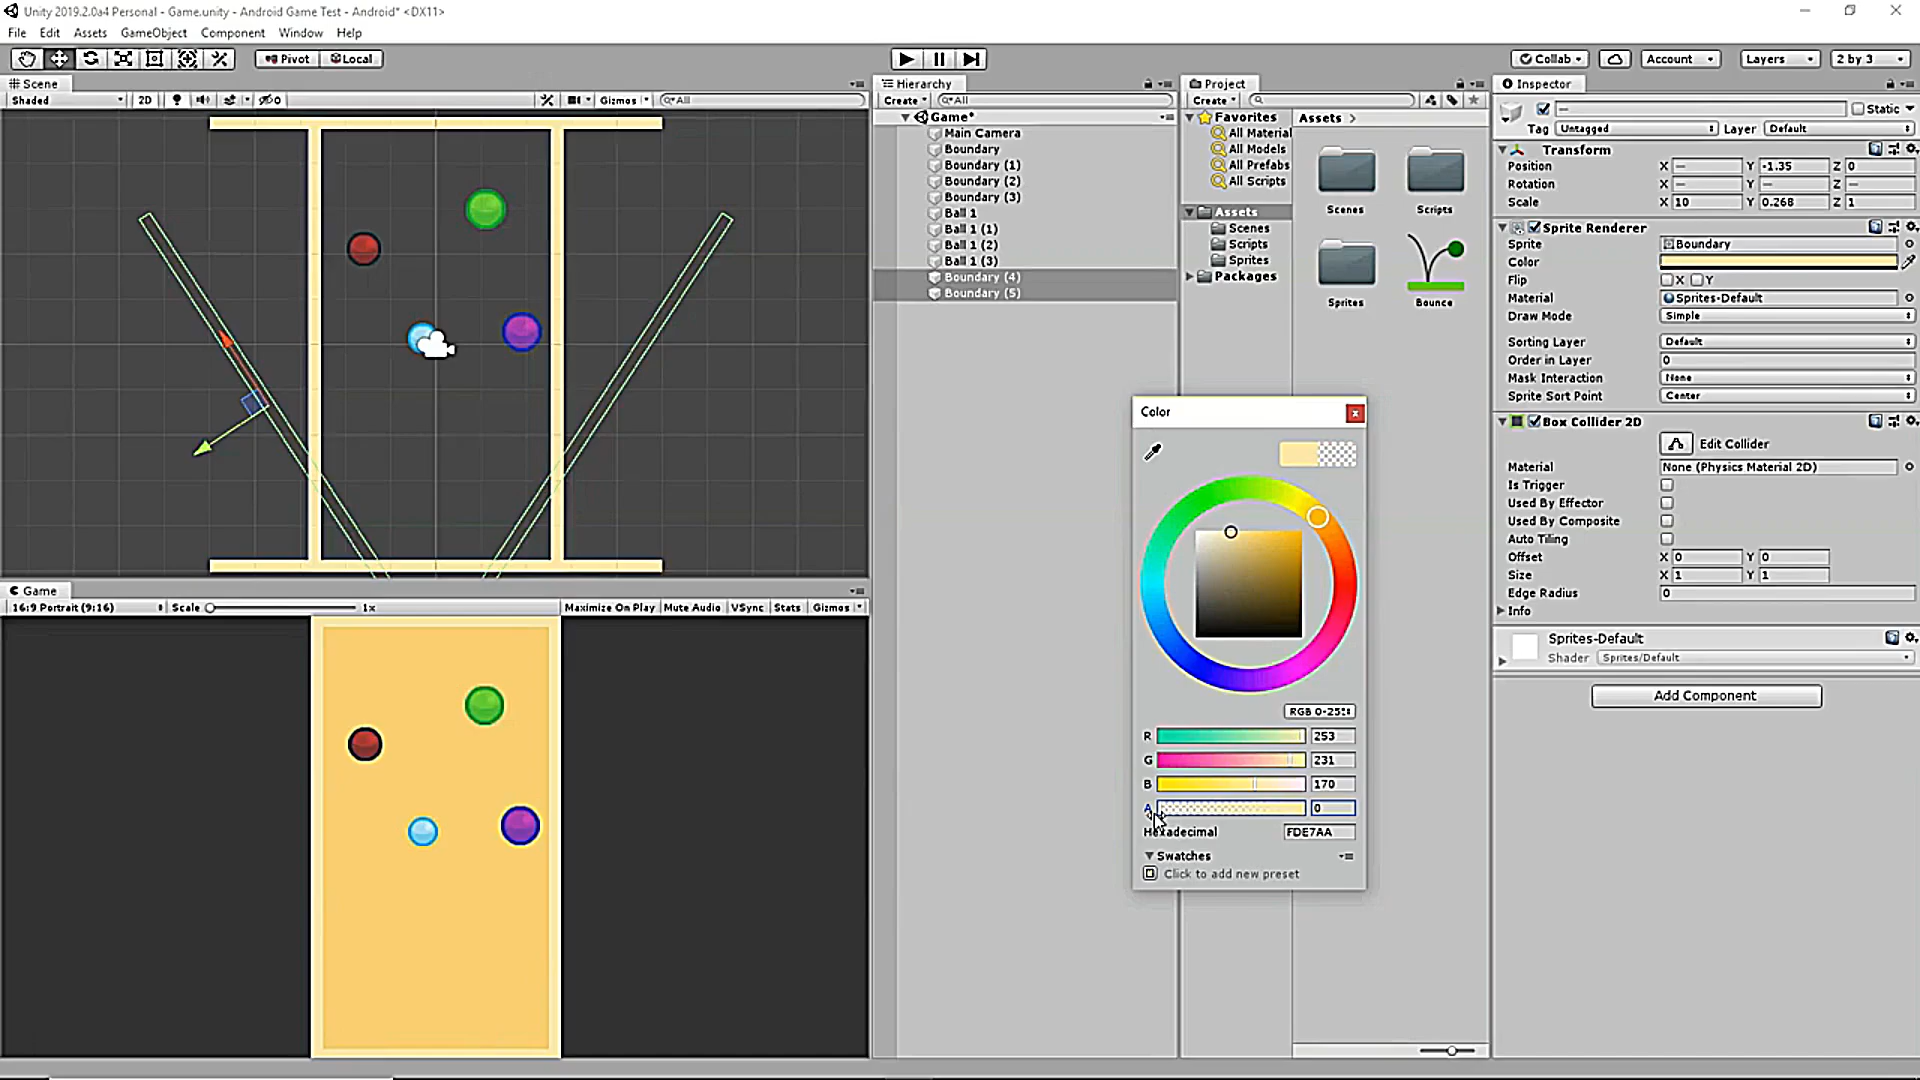 Unity 2019.2.0a4 Personal - Game.unity - Android Game Test - Android* <DX11>
File Edit Assets GameObject Component Window Help
Pivot Local
Collab Account Layers 2 by 3
Scene
Shaded 2D 0 Gizmos All
Hierarchy
Create All
Game*
Main Camera
Boundary
Boundary (1)
Boundary (2)
Boundary (3)
Ball 1
Ball 1 (1)
Ball 1 (2)
Ball 1 (3)
Boundary (4)
Boundary (5)
Project
Create
Favorites
All Material
All Models
All Prefabs
All Scripts
Assets
Scenes
Scripts
Sprites
Packages
Assets >
Scenes Scripts
Sprites Bounce
Inspector
— Static
Tag Untagged Layer Default
Transform
Position X — Y -1.35 Z 0
Rotation X — Y — Z —
Scale X 10 Y 0.268 Z 1
Sprite Renderer
Sprite Boundary
Color
Flip X Y
Material Sprites-Default
Draw Mode Simple
Sorting Layer Default
Order in Layer 0
Mask Interaction None
Sprite Sort Point Center
Box Collider 2D
Edit Collider
Material None (Physics Material 2D)
Is Trigger
Used By Effector
Used By Composite
Auto Tiling
Offset X 0 Y 0
Size X 1 Y 1
Edge Radius 0
Info
Sprites-Default
Shader Sprites/Default
Add Component
Color
RGB 0-255
R 253
G 231
B 170
A 0
Hexadecimal FDE7AA
Swatches
Click to add new preset
Game
16:9 Portrait (9:16) Scale 1x Maximize On Play Mute Audio VSync Stats Gizmos